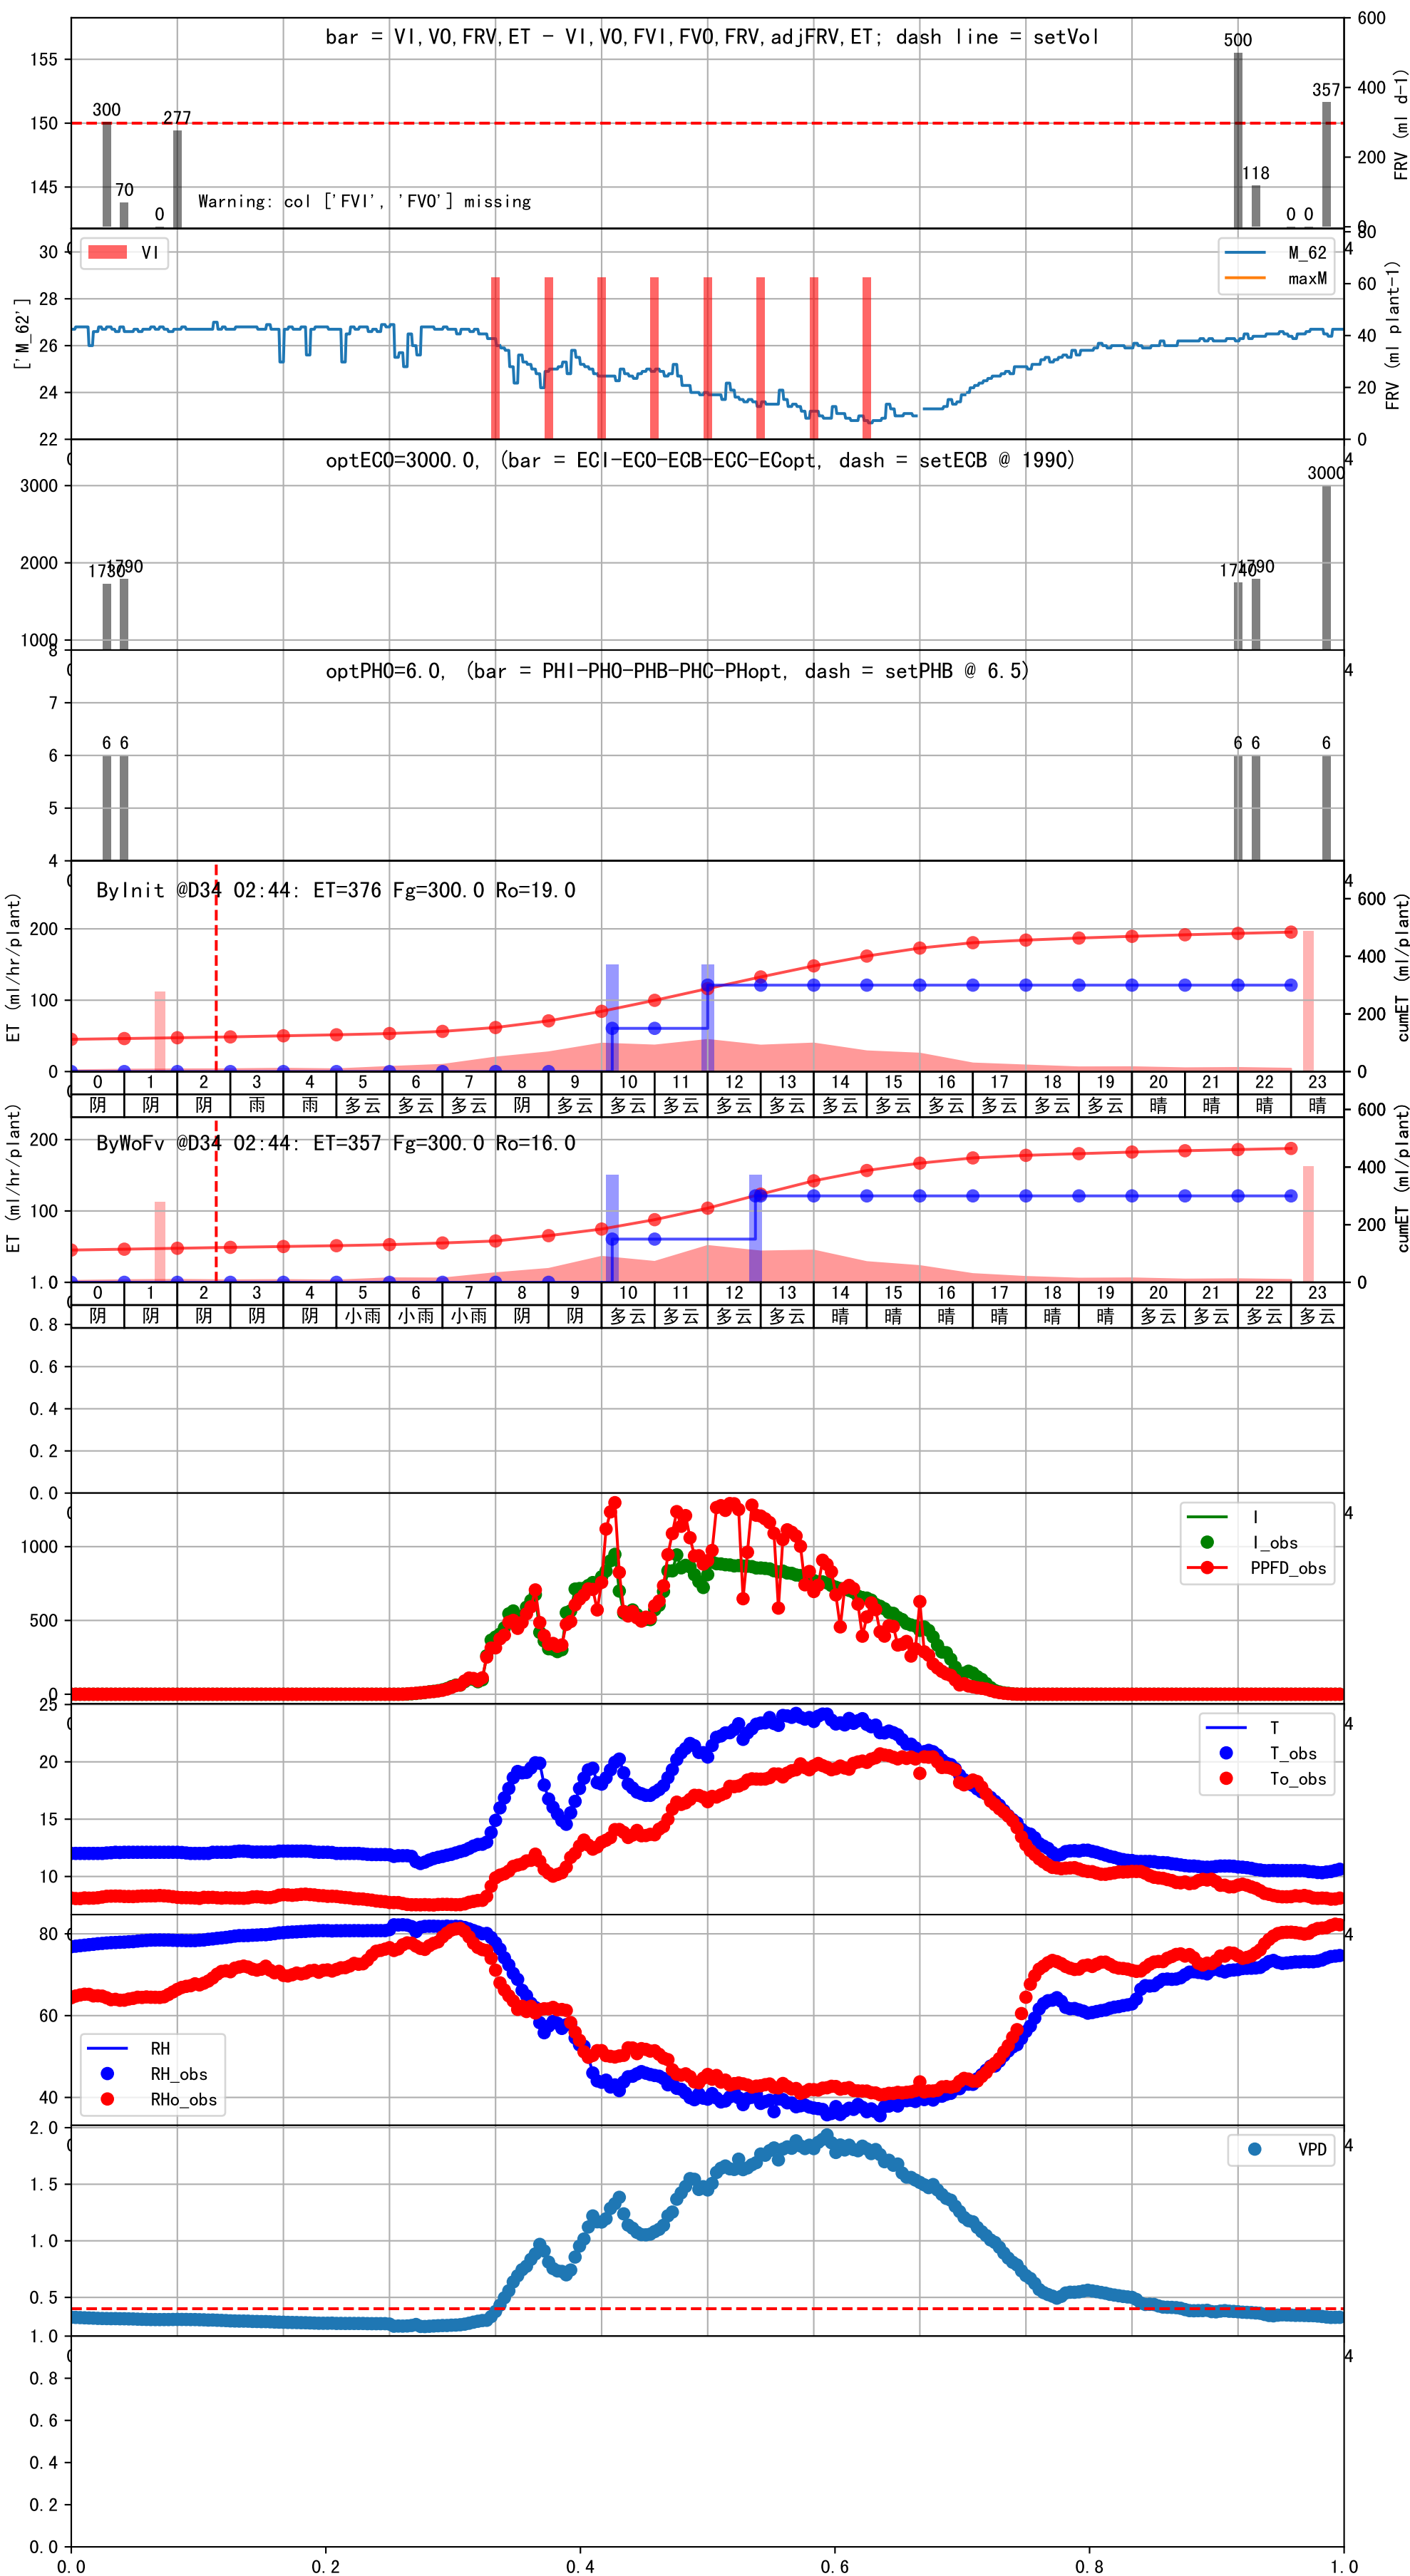 bar = VI,VO,FRV,ET - VI,VO,FVI,FVO,FRV,adjFRV,ET; dash line = setVol
600
500
155
400
FRV (ml d-1)
357
300
277
150
200
70
118
145
Warning: col ['FVI', 'FVO'] missing
0
0 0
0
80
30
VI
M_62
maxM
4
28
60
['M_62']
26
40
FRV (ml plant-1)
24
20
22
0
optECO=3000.0, (bar = ECI-ECO-ECB-ECC-ECopt, dash = setECB @ 1990)
4
3000
3000
2000
1730
1790
1740
1790
1000
8
optPHO=6.0, (bar = PHI-PHO-PHB-PHC-PHopt, dash = setPHB @ 6.5)
4
7
6 6
6 6
6
6
5
4
ByInit @D34 02:44: ET=376 Fg=300.0 Ro=19.0
4
600
200
400
ET (ml/hr/plant)
cumET (ml/plant)
100
200
0
0
0 1 2 3 4 5 6 7 8 9 10 11 12 13 14 15 16 17 18 19 20 21 22 23
阴 阴 阴 雨 雨 多云 多云 多云 阴 多云 多云 多云 多云 多云 多云 多云 多云 多云 多云 多云 晴 晴 晴 晴
600
ByWoFv @D34 02:44: ET=357 Fg=300.0 Ro=16.0
200
400
ET (ml/hr/plant)
cumET (ml/plant)
100
200
1.0
0
0 1 2 3 4 5 6 7 8 9 10 11 12 13 14 15 16 17 18 19 20 21 22 23
阴 阴 阴 阴 阴 小雨 小雨 小雨 阴 阴 多云 多云 多云 多云 晴 晴 晴 晴 晴 晴 多云 多云 多云 多云
0.8
0.6
0.4
0.2
0.0
4
I
I_obs
PPFD_obs
1000
500
0
25
4
T
T_obs
To_obs
20
15
10
80
4
60
RH
RH_obs
RHo_obs
40
2.0
4
VPD
1.5
1.0
0.5
1.0
4
0.8
0.6
0.4
0.2
0.0
0.0 0.2 0.4 0.6 0.8 1.0